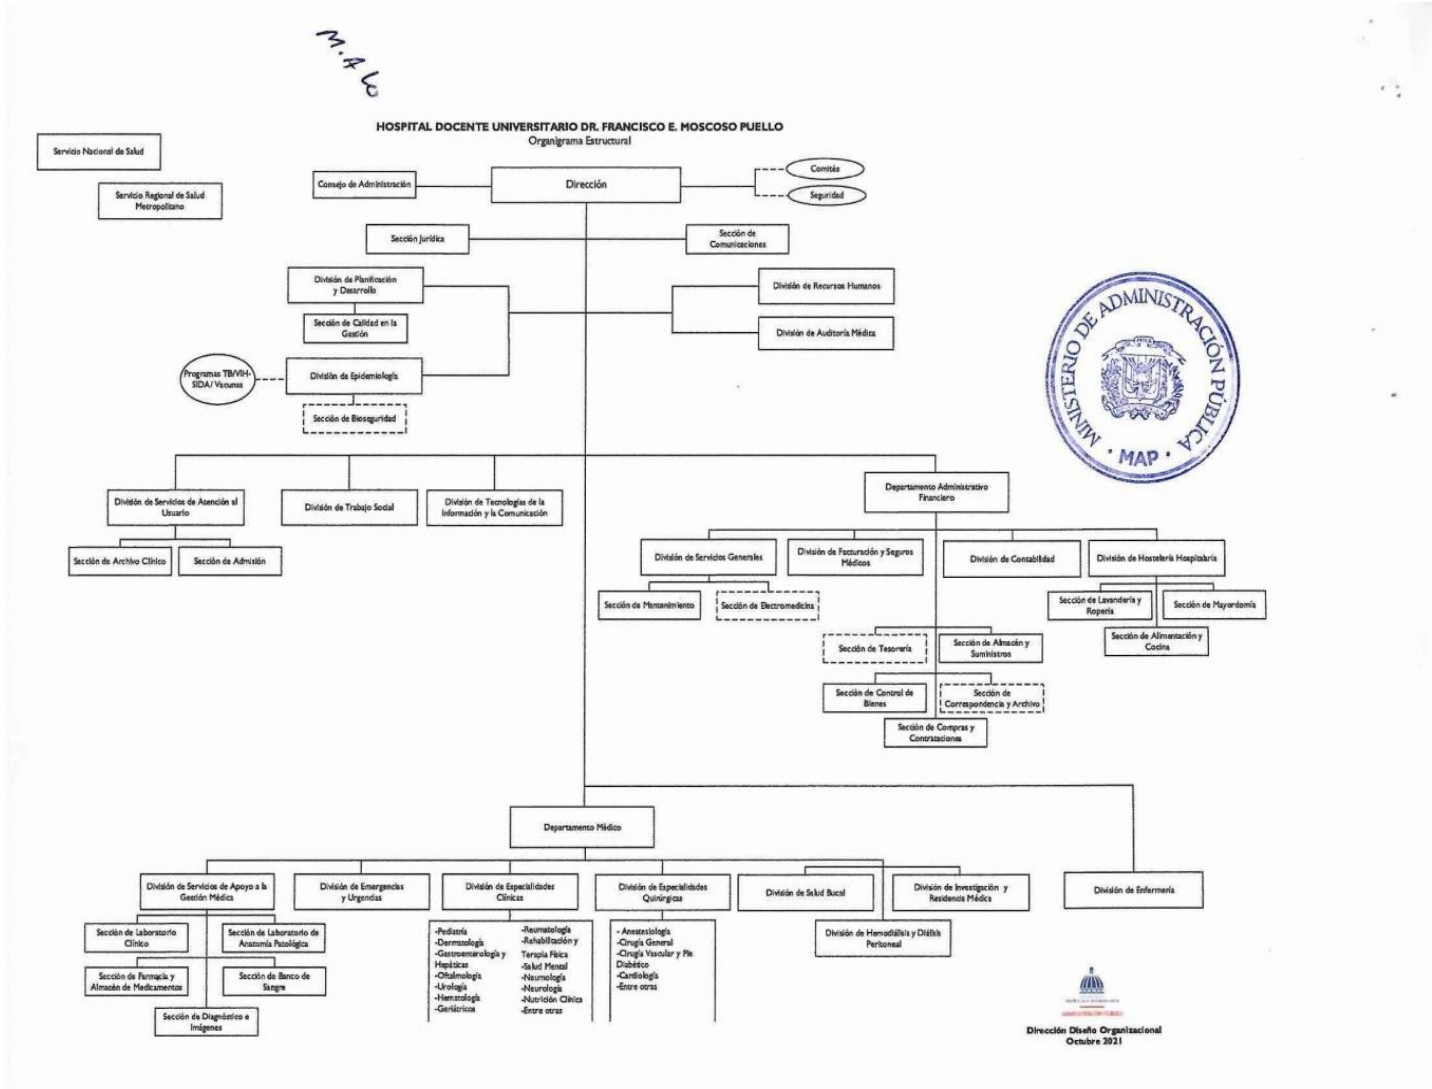 M.A
HOSPITAL DOCENTE UNIVERSITARIO DR. FRANCISCO E. MOSCOSO PUELLO
Organigrama Estructural
Servicio Nacional de Salud
Servicio Regional de Salud
Metropolitano
Consejo de Administración
Dirección
Comités
Seguridad
Sección Jurídica
Sección de
Comunicaciones
División de Planificación
y Desarrollo
Sección de Calidad en la
Gestión
División de Recursos Humanos
División de Auditoría Médica
Programas TB/VIH-
SIDA/ Vacunas
División de Epidemiología
Sección de Bioseguridad
MINISTERIO DE ADMINISTRACIÓN PÚBLICA
· MAP ·
División de Servicios de Atención al
Usuario
División de Trabajo Social
División de Tecnologías de la
Información y la Comunicación
Departamento Administrativo
Financiero
Sección de Archivo Clínico
Sección de Admisión
División de Servicios Generales
División de Facturación y Seguros
Médicos
División de Contabilidad
División de Hostelería Hospitalaria
Sección de Mantenimiento
Sección de Electromedicina
Sección de Lavandería y
Ropería
Sección de Mayordomía
Sección de Alimentación y
Cocina
Sección de Tesorería
Sección de Almacén y
Suministros
Sección de Control de
Bienes
Sección de
Correspondencia y Archivo
Sección de Compras y
Contrataciones
Departamento Médico
División de Servicios de Apoyo a la
Gestión Médica
División de Emergencias
y Urgencias
División de Especialidades
Clínicas
División de Especialidades
Quirúrgicas
División de Salud Bucal
División de Investigación y
Residencia Médica
División de Enfermería
Sección de Laboratorio
Clínico
Sección de Laboratorio de
Anatomía Patológica
Sección de Farmacia y
Almacén de Medicamentos
Sección de Banco de
Sangre
Sección de Diagnóstico e
Imágenes
-Pediatría
-Dermatología
-Gastroenterología y
Hepáticas
-Oftalmología
-Urología
-Hematología
-Geriátricos
-Reumatología
-Rehabilitación y
Terapia Física
-Salud Mental
-Neumología
-Neurología
-Nutrición Clínica
-Entre otras
- Anestesiología
-Cirugía General
-Cirugía Vascular y Pie
Diabético
-Cardiología
-Entre otras
División de Hemodiálisis y Diálisis
Peritoneal
Dirección Diseño Organizacional
Octubre 2021